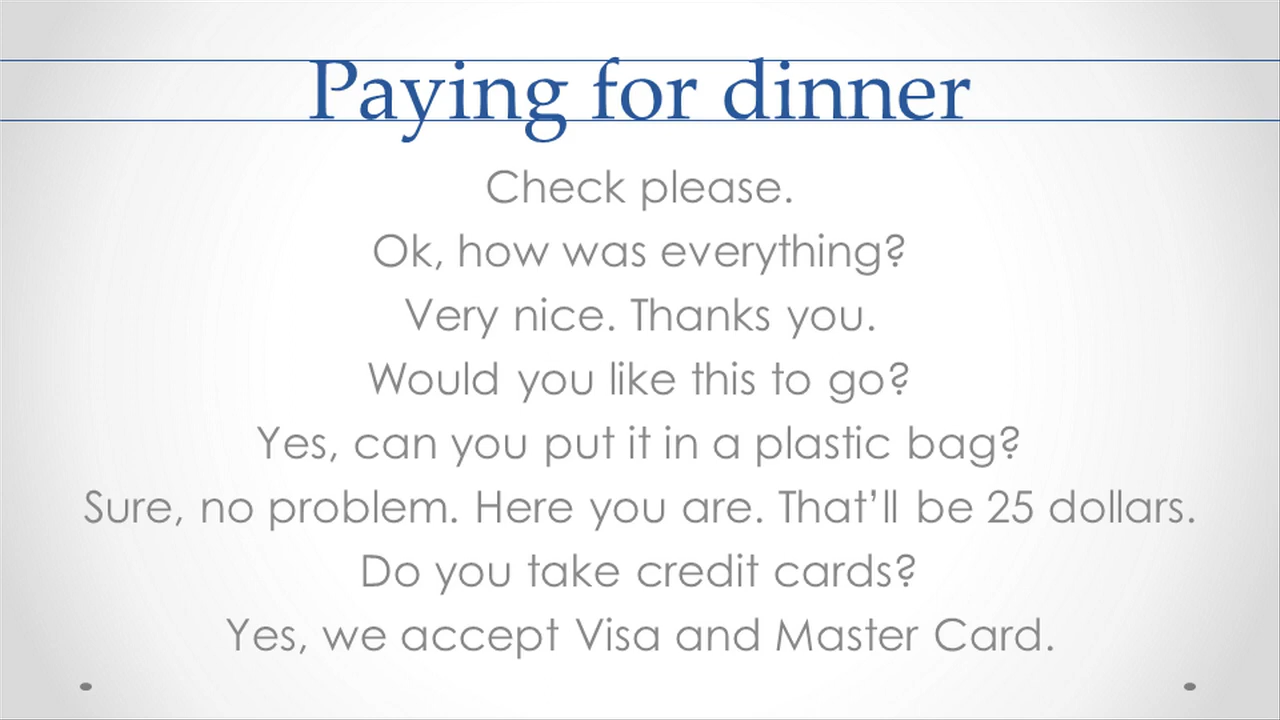 Paying for dinner
Check please.
Ok, how was everything?
Very nice. Thanks you.
Would you like this to go?
Yes, can you put it in a plastic bag?
Sure, no problem. Here you are. That’ll be 25 dollars.
Do you take credit cards?
Yes, we accept Visa and Master Card.